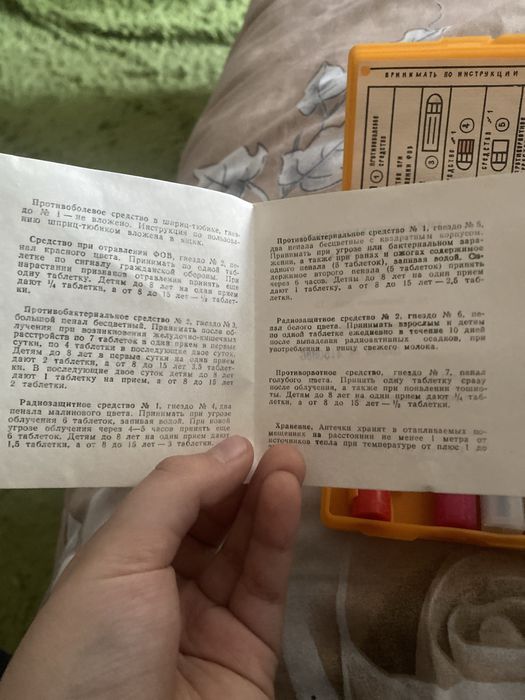 Противоболевое средство в шприц-тюбике, гнез-
до № 1 — не вложено. Инструкция по пользова-
нию шприц-тюбиком вложена в
Средство при отравлении ФОВ, гнездо № 2, пе-
нал красного цвета. Принимать по одной таб-
летке по сигналу гражданской обороны. При
нарастании признаков отравления принять еще
одну таблетку. Детям до 8 лет на один прием
дают ¼ таблетки, а от 8 до 15 лет — ½ таблет-
ки.
Противобактериальное средство № 2, гнездо № 3,
большой пенал бесцветный. Принимать после об-
лучения при возникновении желудочно-кишечных
расстройств по 7 таблеток в один прием в первые
сутки, по 4 таблетки в последующие двое суток.
Детям до 8 лет в первые сутки на один прием
дают 2 таблетки, а от 8 до 15 лет 3,5 таблет-
ки. В последующие двое суток детям до 8 лет
дают 1 таблетку на прием, а от 8 до 15 лет
2 таблетки.
Радиозащитное средство № 1, гнездо № 4, два
пенала малинового цвета. Принимать при угрозе
облучения 6 таблеток, запивая водой. При новой
угрозе облучения через 4—5 часов принять еще
6 таблеток. Детям до 8 лет на один прием дают
1,5 таблетки, а от 8 до 15 лет — 3 таблетки.
Противобактериальное средство № 1, гнездо № 5,
два пенала бесцветные с квадратным корпусом.
Принимать при угрозе или бактериальном зара-
жении, а также при ранах и ожогах содержимое
одного пенала (5 таблеток), запивая водой. Со-
держимое второго пенала (5 таблеток) принять
через 6 часов. Детям до 8 лет на один прием
дают 1 таблетку, а от 8 до 15 лет — 2,5 таб-
летки.
Радиозащитное средство № 2, гнездо № 6, пе-
нал белого цвета. Принимать взрослым и детям
по одной таблетке ежедневно в течение 10 дней
после выпадения радиоактивных осадков, при
употреблении в пищу свежего молока.
Противорвотное средство, гнездо № 7, пенал
голубого цвета. Принять одну таблетку сразу
после облучения, а также при появлении тошно-
ты. Детям до 8 лет на один прием дают ¼ таб-
летки, а от 8 до 15 лет — ½ таблетки.
Хранение. Аптечки хранят в отапливаемых по-
мещениях на расстоянии не менее 1 метра от
источников тепла при температуре от плюс 1 до
ПРИНИМАТЬ ПО ИНСТРУКЦИИ
1 ПРОТИВОБОЛЕВОЕ
СРЕДСТВО
ФОВ
3
4
5